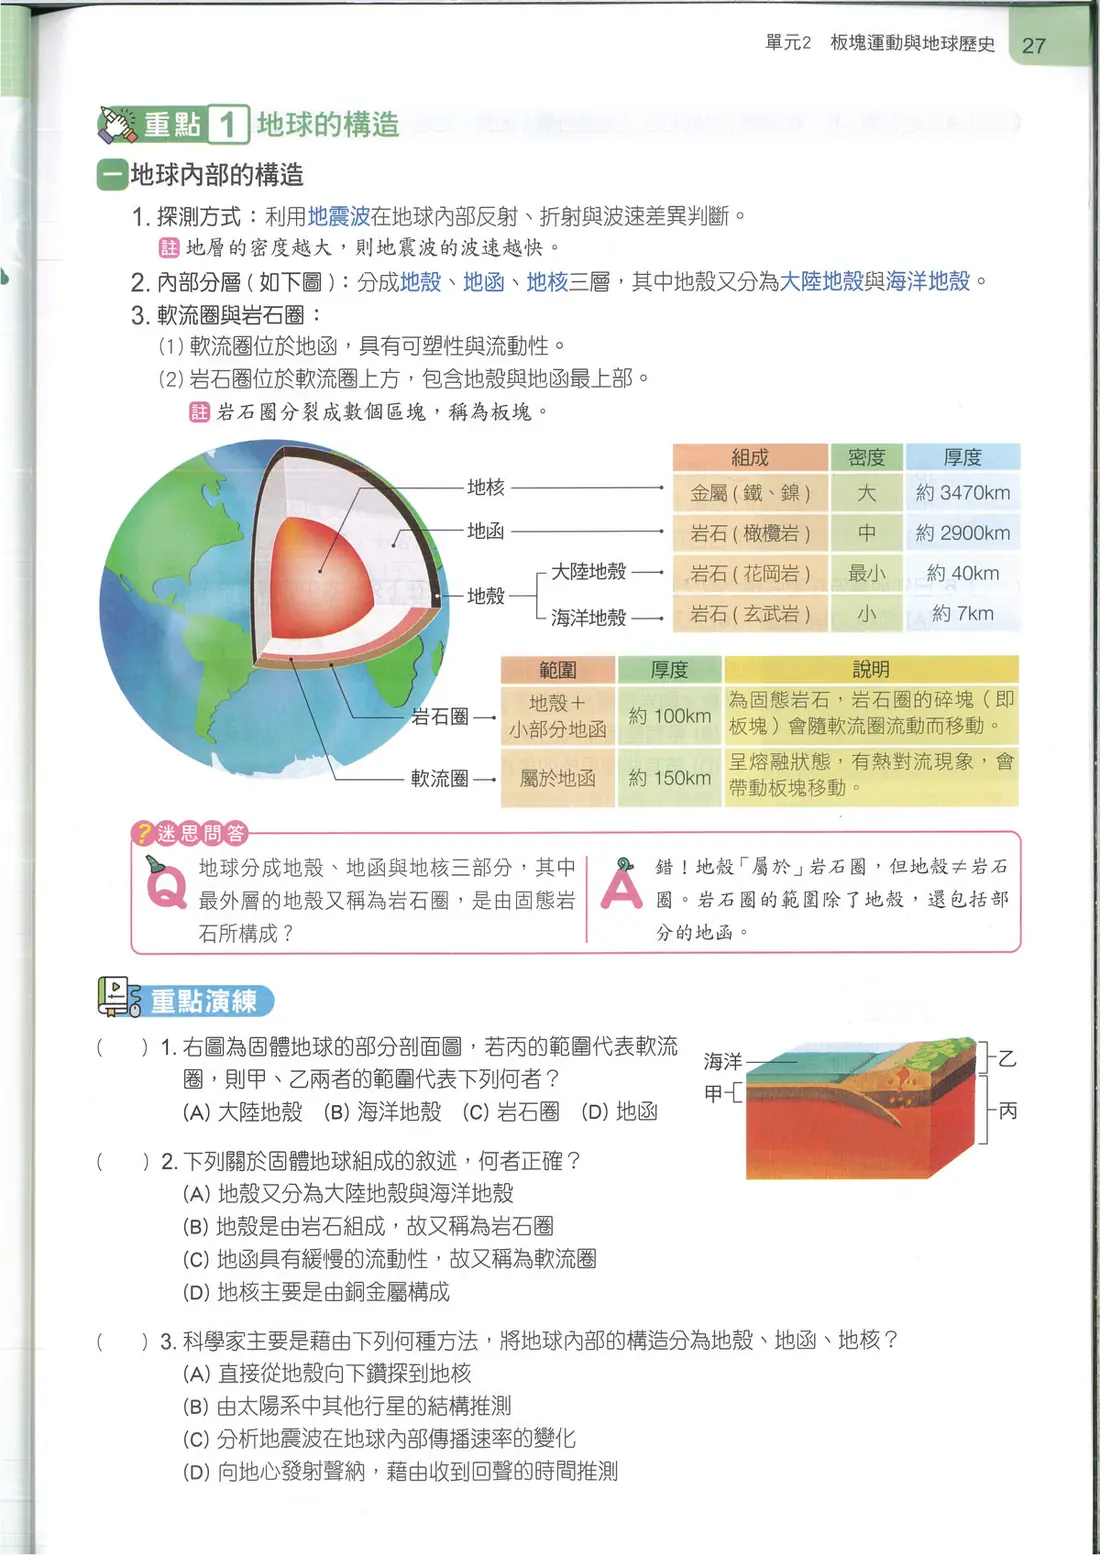 單元2 板塊運動與地球歷史 27
重點 1 地球的構造
一 地球內部的構造
1. 探測方式：利用地震波在地球內部反射、折射與波速差異判斷。
註 地層的密度越大，則地震波的波速越快。
2. 內部分層（如下圖）：分成地殼、地函、地核三層，其中地殼又分為大陸地殼與海洋地殼。
3. 軟流圈與岩石圈：
(1) 軟流圈位於地函，具有可塑性與流動性。
(2) 岩石圈位於軟流圈上方，包含地殼與地函最上部。
註 岩石圈分裂成數個區塊，稱為板塊。
組成 密度 厚度
地核 金屬（鐵、鎳） 大 約 3470km
地函 岩石（橄欖岩） 中 約 2900km
地殼
大陸地殼 岩石（花岡岩） 最小 約 40km
海洋地殼 岩石（玄武岩） 小 約 7km
範圍 厚度 說明
岩石圈 地殼＋
小部分地函
約 100km
為固態岩石，岩石圈的碎塊（即
板塊）會隨軟流圈流動而移動。
軟流圈 屬於地函 約 150km
呈熔融狀態，有熱對流現象，會
帶動板塊移動。
? 迷思問答
Q
地球分成地殼、地函與地核三部分，其中
最外層的地殼又稱為岩石圈，是由固態岩
石所構成？
A
錯！地殼「屬於」岩石圈，但地殼≠岩石
圈。岩石圈的範圍除了地殼，還包括部
分的地函。
重點演練
( ) 1. 右圖為固體地球的部分剖面圖，若丙的範圍代表軟流
圈，則甲、乙兩者的範圍代表下列何者？
(A) 大陸地殼 (B) 海洋地殼 (C) 岩石圈 (D) 地函
海洋
甲
乙
丙
( ) 2. 下列關於固體地球組成的敘述，何者正確？
(A) 地殼又分為大陸地殼與海洋地殼
(B) 地殼是由岩石組成，故又稱為岩石圈
(C) 地函具有緩慢的流動性，故又稱為軟流圈
(D) 地核主要是由銅金屬構成
( ) 3. 科學家主要是藉由下列何種方法，將地球內部的構造分為地殼、地函、地核？
(A) 直接從地殼向下鑽探到地核
(B) 由太陽系中其他行星的結構推測
(C) 分析地震波在地球內部傳播速率的變化
(D) 向地心發射聲納，藉由收到回聲的時間推測